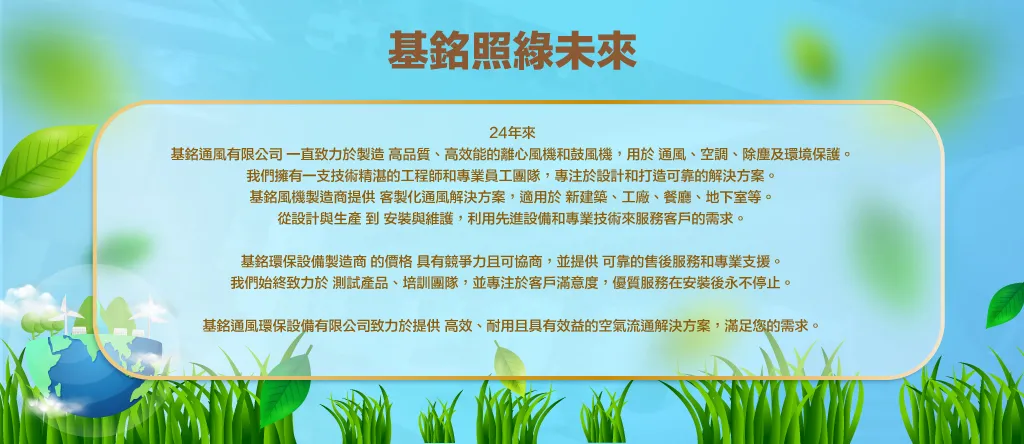 基銘照綠未來
24年來
基銘通風有限公司 一直致力於製造 高品質、高效能的離心風機和鼓風機，用於 通風、空調、除塵及環境保護。
我們擁有一支技術精湛的工程師和專業員工團隊，專注於設計和打造可靠的解決方案。
基銘風機製造商提供 客製化通風解決方案，適用於 新建築、工廠、餐廳、地下室等。
從設計與生產 到 安裝與維護，利用先進設備和專業技術來服務客戶的需求。
基銘環保設備製造商 的價格 具有競爭力且可協商，並提供 可靠的售後服務和專業支援。
我們始終致力於 測試產品、培訓團隊，並專注於客戶滿意度，優質服務在安裝後永不停止。
基銘通風環保設備有限公司致力於提供 高效、耐用且具有效益的空氣流通解決方案，滿足您的需求。